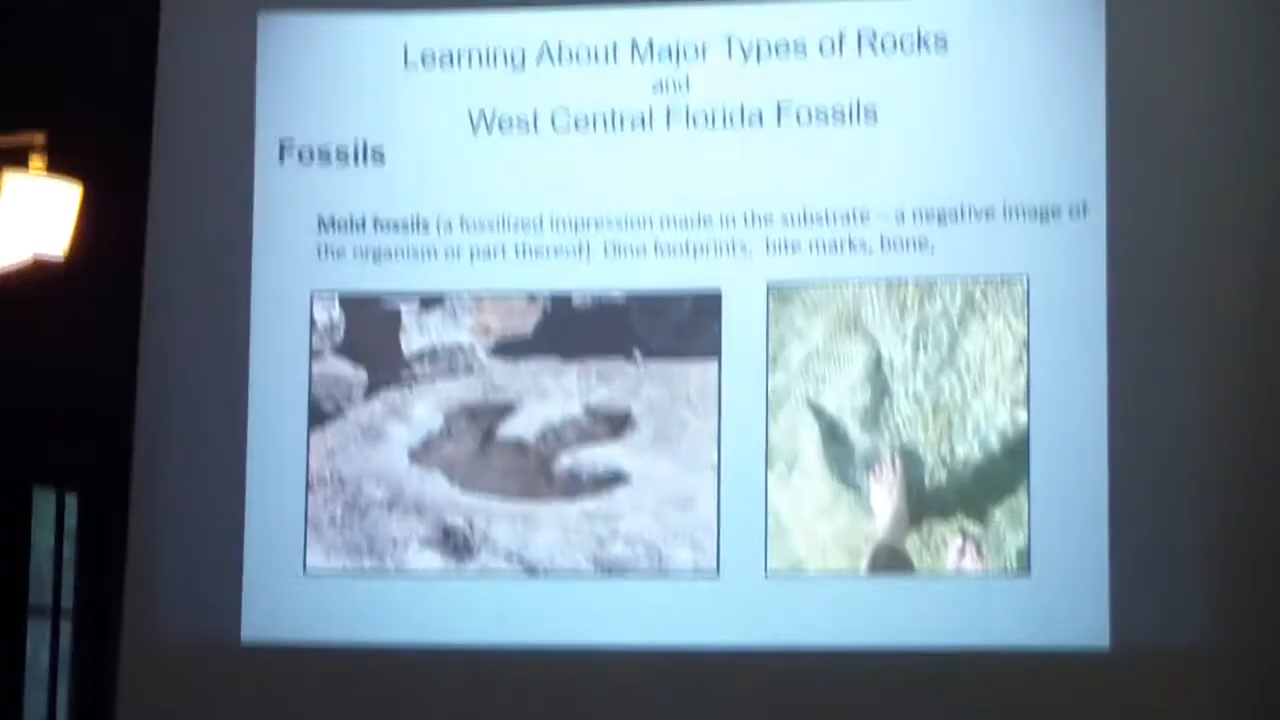 Learning About Major Types of Rocks
and
West Central Florida Fossils
Fossils
Mold fossils (a fossilized impression made in the substrate – a negative image of
the organism or part thereof) Dino footprints, bite marks, bone,